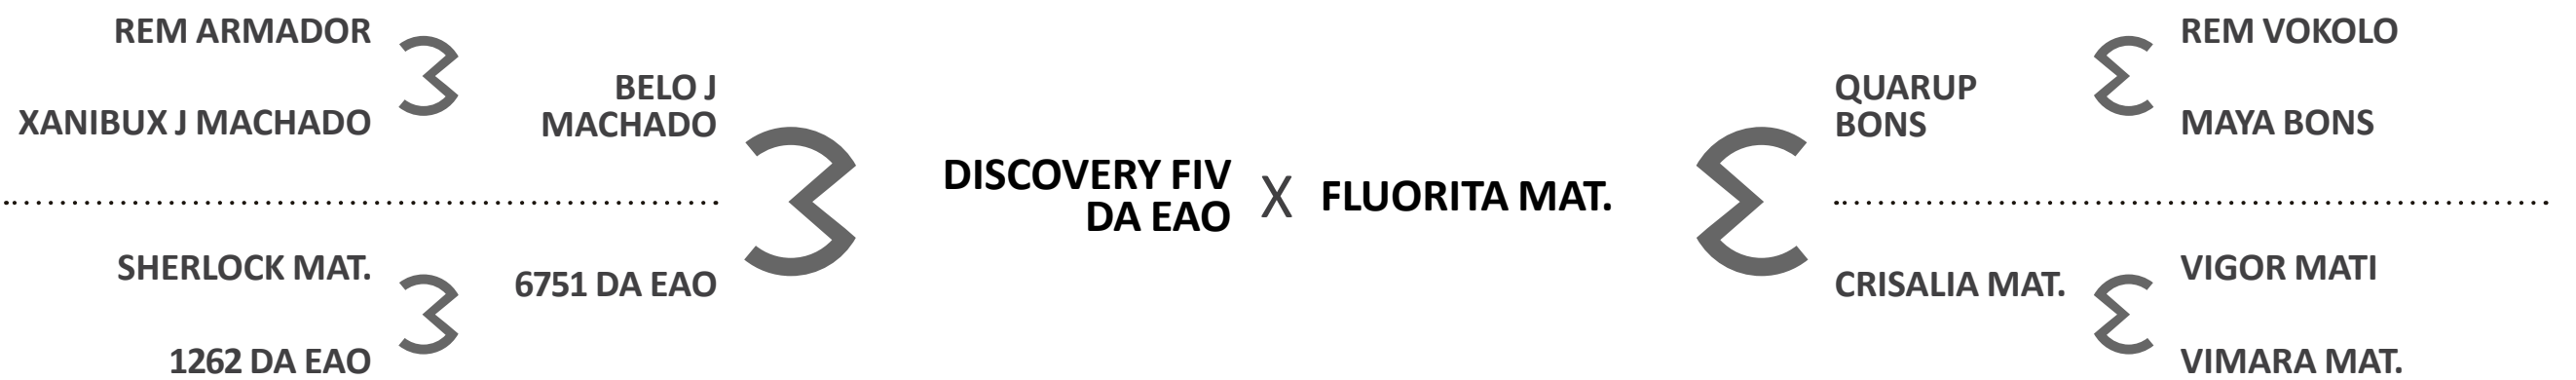 REM ARMADOR
XANIBUX J MACHADO
BELO J
MACHADO
SHERLOCK MAT.
1262 DA EAO
6751 DA EAO
DISCOVERY FIV
DA EAO
X
FLUORITA MAT.
QUARUP
BONS
REM VOKOLO
MAYA BONS
CRISALIA MAT.
VIGOR MATI
VIMARA MAT.